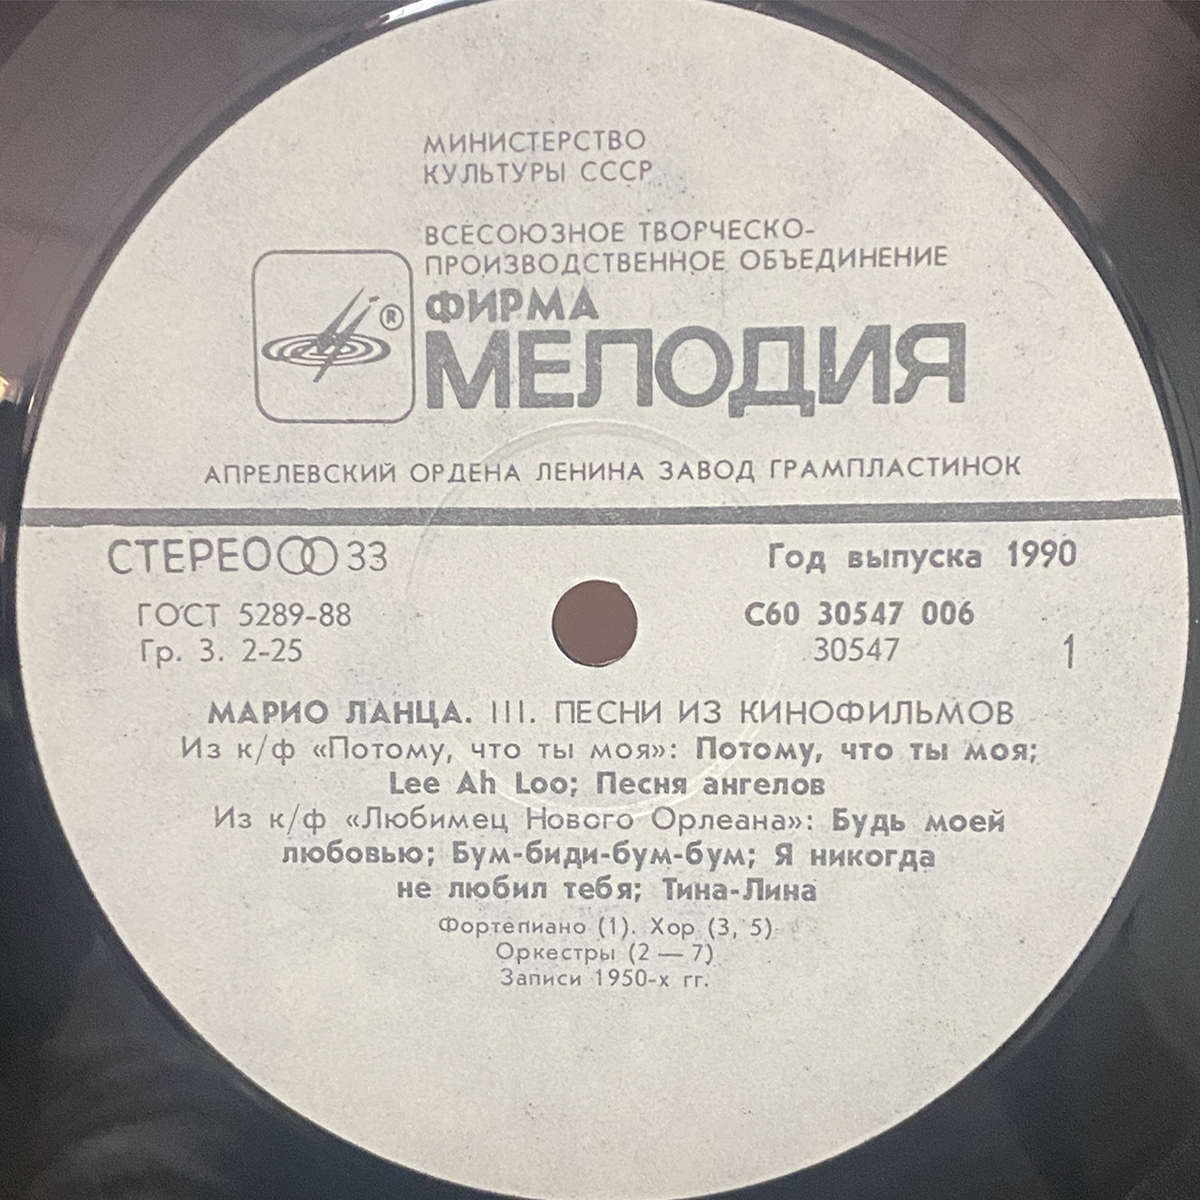 МИНИСТЕРСТВО
КУЛЬТУРЫ СССР
ВСЕСОЮЗНОЕ ТВОРЧЕСКО-
ПРОИЗВОДСТВЕННОЕ ОБЪЕДИНЕНИЕ
®
ФИРМА
МЕЛОДИЯ
АПРЕЛЕВСКИЙ ОРДЕНА ЛЕНИНА ЗАВОД ГРАМПЛАСТИНОК
СТЕРЕО 33
Год выпуска 1990
ГОСТ 5289-88
С60 30547 006
Гр. 3. 2-25
30547 1
МАРИО ЛАНЦА. III. ПЕСНИ ИЗ КИНОФИЛЬМОВ
Из к/ф «Потому, что ты моя»: Потому, что ты моя;
Lee Ah Loo; Песня ангелов
Из к/ф «Любимец Нового Орлеана»: Будь моей
любовью; Бум-биди-бум-бум; Я никогда
не любил тебя; Тина-Лина
Фортепиано (1). Хор (3, 5)
Оркестры (2 — 7)
Записи 1950-х гг.